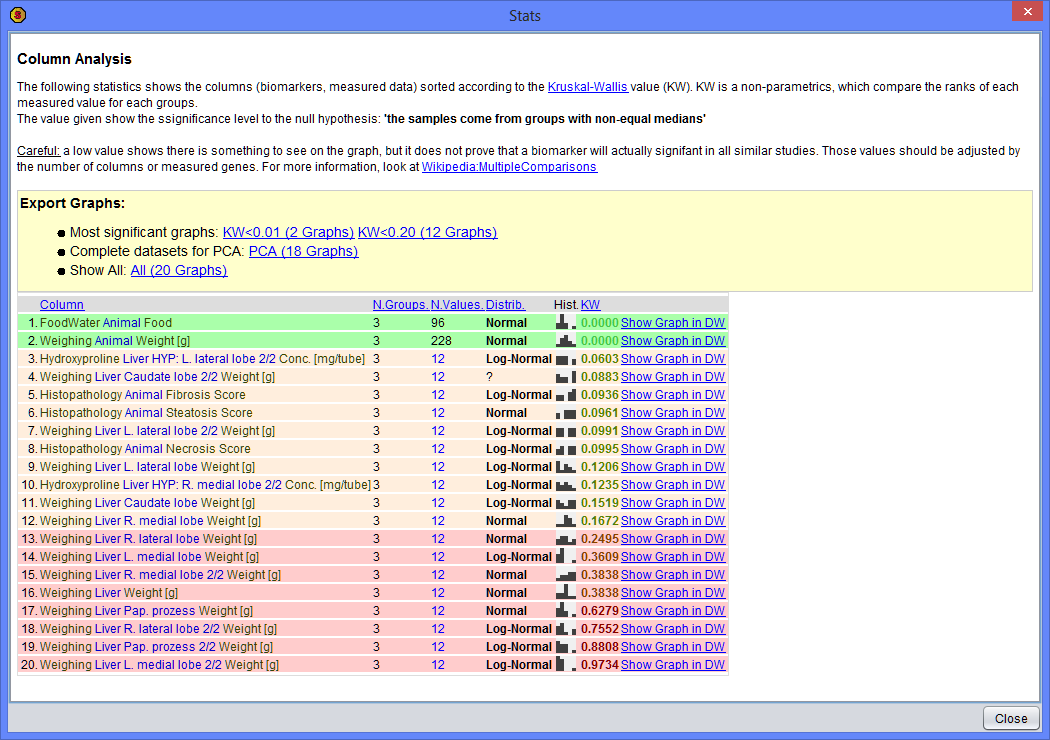 Stats
Column Analysis
The following statistics shows the columns (biomarkers, measured data) sorted according to the Kruskal-Wallis value (KW). KW is a non-parametrics, which compare the ranks of each
measured value for each groups.
The value given show the ssignificance level to the null hypothesis: 'the samples come from groups with non-equal medians'
Careful: a low value shows there is something to see on the graph, but it does not prove that a biomarker will actually signifant in all similar studies. Those values should be adjusted by
the number of columns or measured genes. For more information, look at Wikipedia:MultipleComparisons
Export Graphs:
● Most significant graphs: KW<0.01 (2 Graphs) KW<0.20 (12 Graphs)
● Complete datasets for PCA: PCA (18 Graphs)
● Show All: All (20 Graphs)
Column N.Groups. N.Values. Distrib. Hist. KW
1. FoodWater Animal Food 3 96 Normal 0.0000 Show Graph in DW
2. Weighing Animal Weight [g] 3 228 Normal 0.0000 Show Graph in DW
3. Hydroxyproline Liver HYP: L. lateral lobe 2/2 Conc. [mg/tube] 3 12 Log-Normal 0.0603 Show Graph in DW
4. Weighing Liver Caudate lobe 2/2 Weight [g] 3 12 ? 0.0883 Show Graph in DW
5. Histopathology Animal Fibrosis Score 3 12 Log-Normal 0.0936 Show Graph in DW
6. Histopathology Animal Steatosis Score 3 12 Normal 0.0961 Show Graph in DW
7. Weighing Liver L. lateral lobe 2/2 Weight [g] 3 12 Log-Normal 0.0991 Show Graph in DW
8. Histopathology Animal Necrosis Score 3 12 Log-Normal 0.0995 Show Graph in DW
9. Weighing Liver L. lateral lobe Weight [g] 3 12 Log-Normal 0.1206 Show Graph in DW
10. Hydroxyproline Liver HYP: R. medial lobe 2/2 Conc. [mg/tube] 3 12 Log-Normal 0.1235 Show Graph in DW
11. Weighing Liver Caudate lobe Weight [g] 3 12 Log-Normal 0.1519 Show Graph in DW
12. Weighing Liver R. medial lobe Weight [g] 3 12 Normal 0.1672 Show Graph in DW
13. Weighing Liver R. lateral lobe Weight [g] 3 12 Normal 0.2495 Show Graph in DW
14. Weighing Liver L. medial lobe Weight [g] 3 12 Log-Normal 0.3609 Show Graph in DW
15. Weighing Liver R. medial lobe 2/2 Weight [g] 3 12 Normal 0.3838 Show Graph in DW
16. Weighing Liver Weight [g] 3 12 Normal 0.3838 Show Graph in DW
17. Weighing Liver Pap. prozess Weight [g] 3 12 Normal 0.6279 Show Graph in DW
18. Weighing Liver R. lateral lobe 2/2 Weight [g] 3 12 Log-Normal 0.7552 Show Graph in DW
19. Weighing Liver Pap. prozess 2/2 Weight [g] 3 12 Log-Normal 0.8808 Show Graph in DW
20. Weighing Liver L. medial lobe 2/2 Weight [g] 3 12 Log-Normal 0.9734 Show Graph in DW
Close